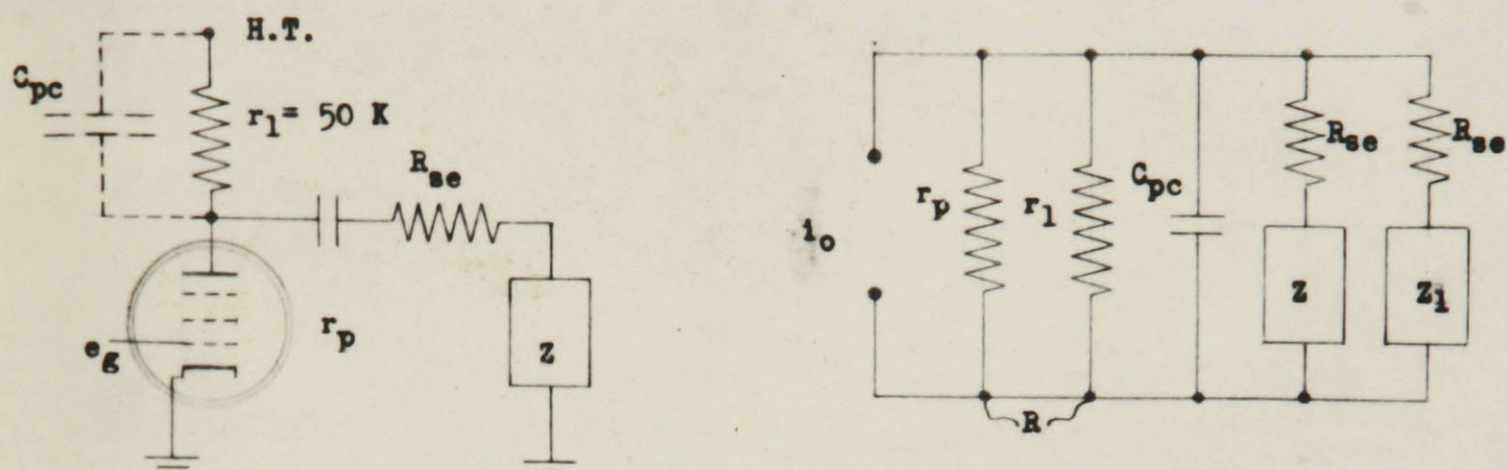 H.T.
Cpc
r1 = 50 K
Rse
rp
eg
Z
io
rp
r1
Cpc
Rse
Rse
Z
Z1
R